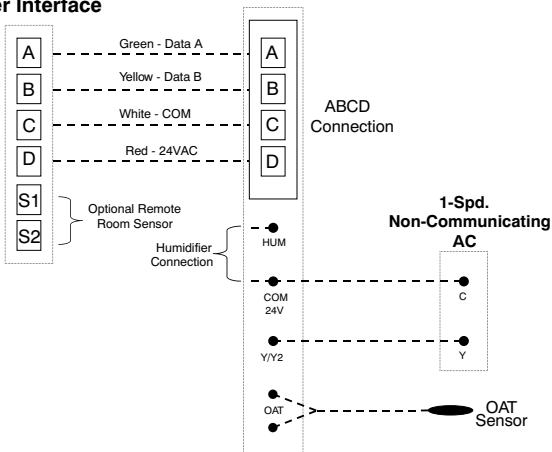 er Interface
A
Green - Data A
A
B
Yellow - Data B
B
C
White - COM
C
D
Red - 24VAC
D
ABCD
Connection
S1
S2
Optional Remote
Room Sensor
HUM
Humidifier
Connection
COM
24V
1-Spd.
Non-Communicating
AC
C
Y/Y2
Y
OAT
OAT
Sensor